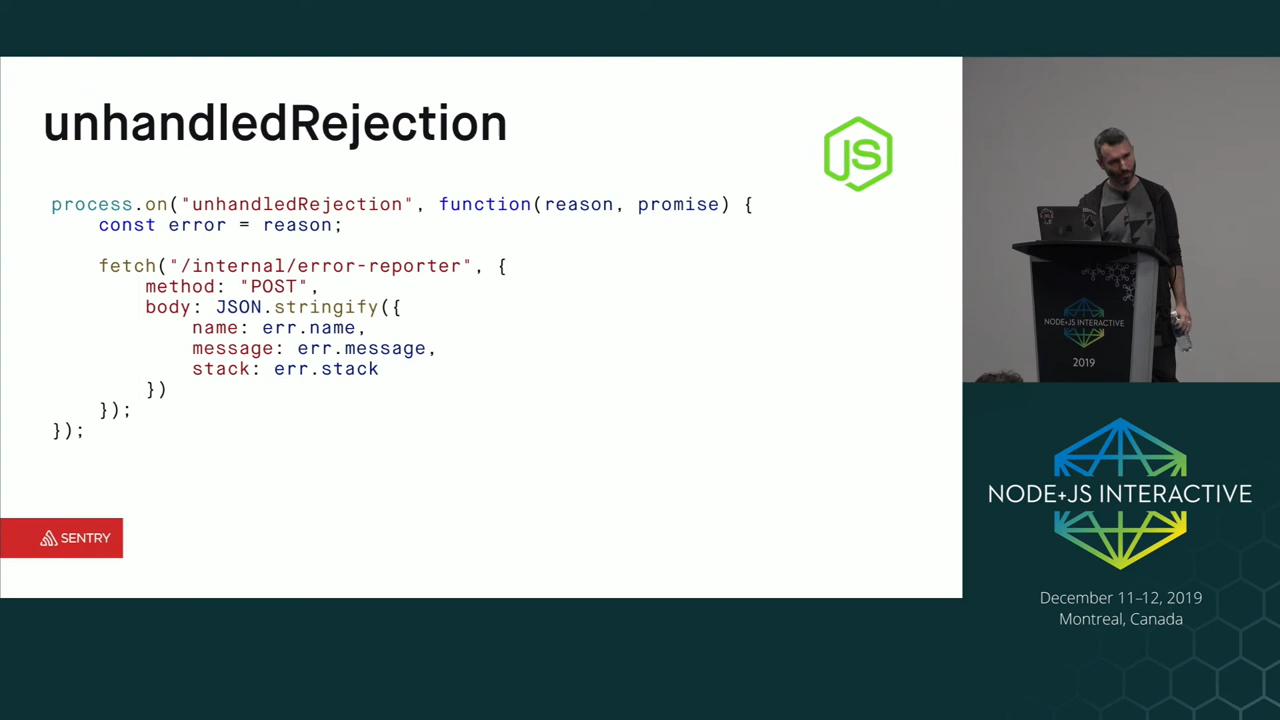 unhandledRejection
JS
process.on("unhandledRejection", function(reason, promise) {
    const error = reason;
    fetch("/internal/error-reporter", {
        method: "POST",
        body: JSON.stringify({
            name: err.name,
            message: err.message,
            stack: err.stack
        })
    });
});
SENTRY
NODE+JS INTERACTIVE
2019
NODE+JS INTERACTIVE
December 11–12, 2019
Montreal, Canada